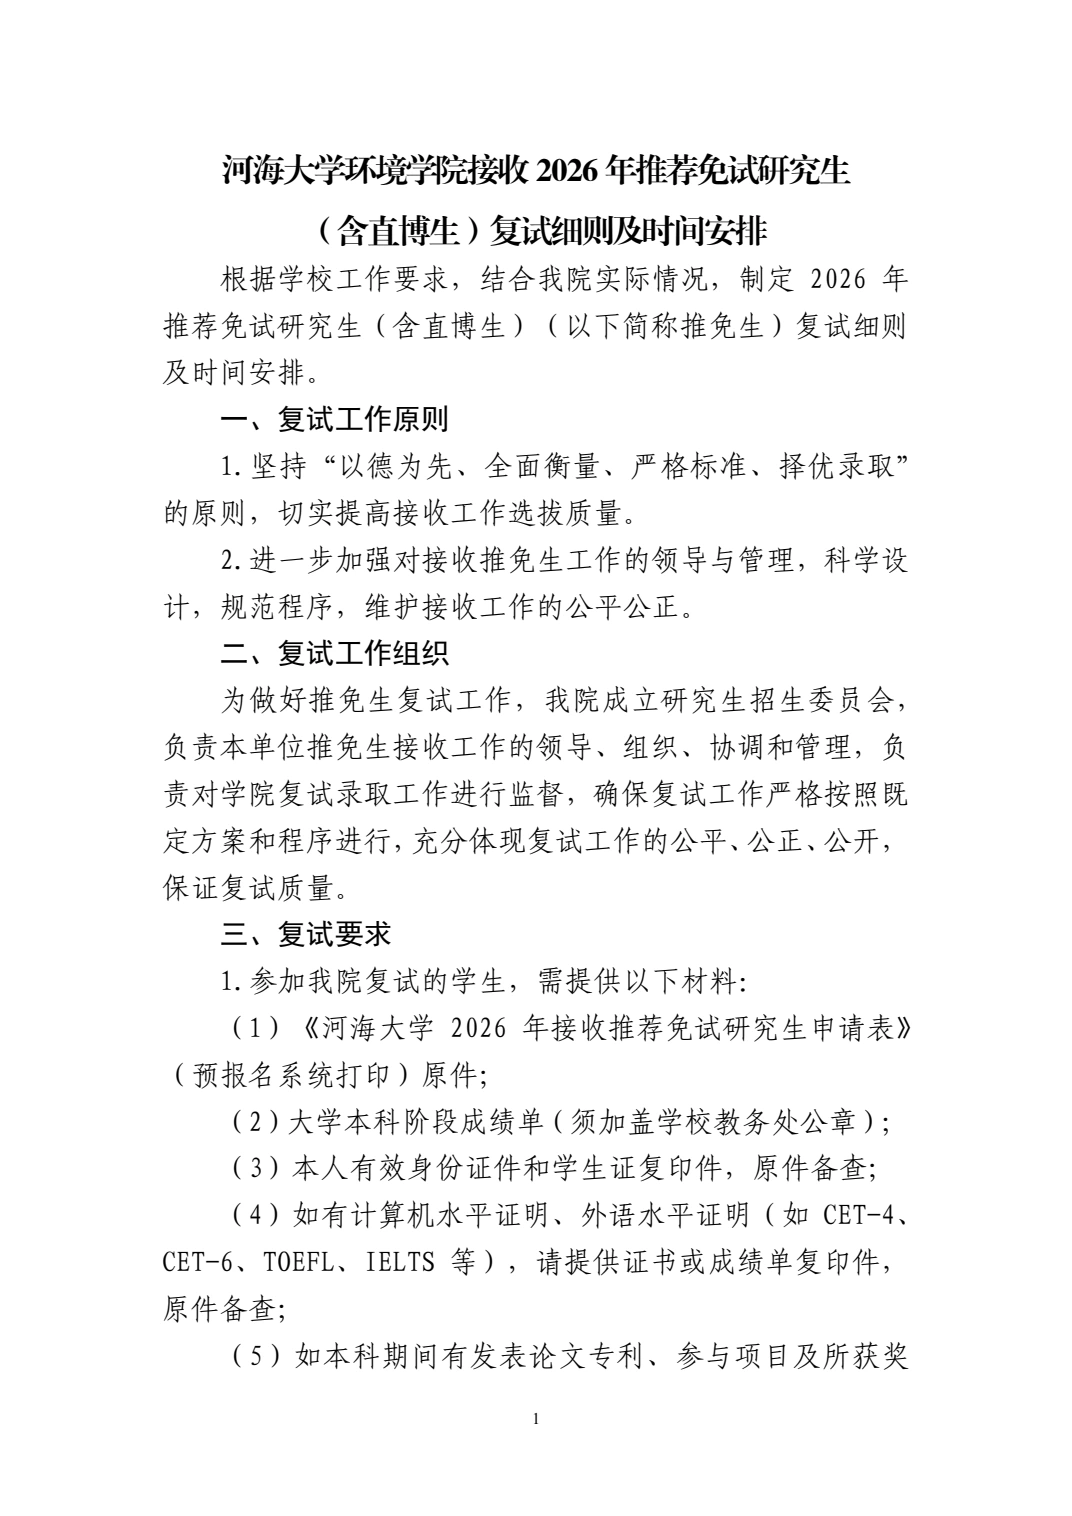 河海大学环境学院接收 2026 年推荐免试研究生
（含直博生）复试细则及时间安排
根据学校工作要求，结合我院实际情况，制定 2026 年
推荐免试研究生（含直博生）（以下简称推免生）复试细则
及时间安排。
一、复试工作原则
1.坚持“以德为先、全面衡量、严格标准、择优录取”
的原则，切实提高接收工作选拔质量。
2.进一步加强对接收推免生工作的领导与管理，科学设
计，规范程序，维护接收工作的公平公正。
二、复试工作组织
为做好推免生复试工作，我院成立研究生招生委员会，
负责本单位推免生接收工作的领导、组织、协调和管理，负
责对学院复试录取工作进行监督，确保复试工作严格按照既
定方案和程序进行，充分体现复试工作的公平、公正、公开，
保证复试质量。
三、复试要求
1.参加我院复试的学生，需提供以下材料：
（1）《河海大学 2026 年接收推荐免试研究生申请表》
（预报名系统打印）原件；
（2）大学本科阶段成绩单（须加盖学校教务处公章）；
（3）本人有效身份证件和学生证复印件，原件备查；
（4）如有计算机水平证明、外语水平证明（如 CET-4、
CET-6、TOEFL、IELTS 等），请提供证书或成绩单复印件，
原件备查；
（5）如本科期间有发表论文专利、参与项目及所获奖
1